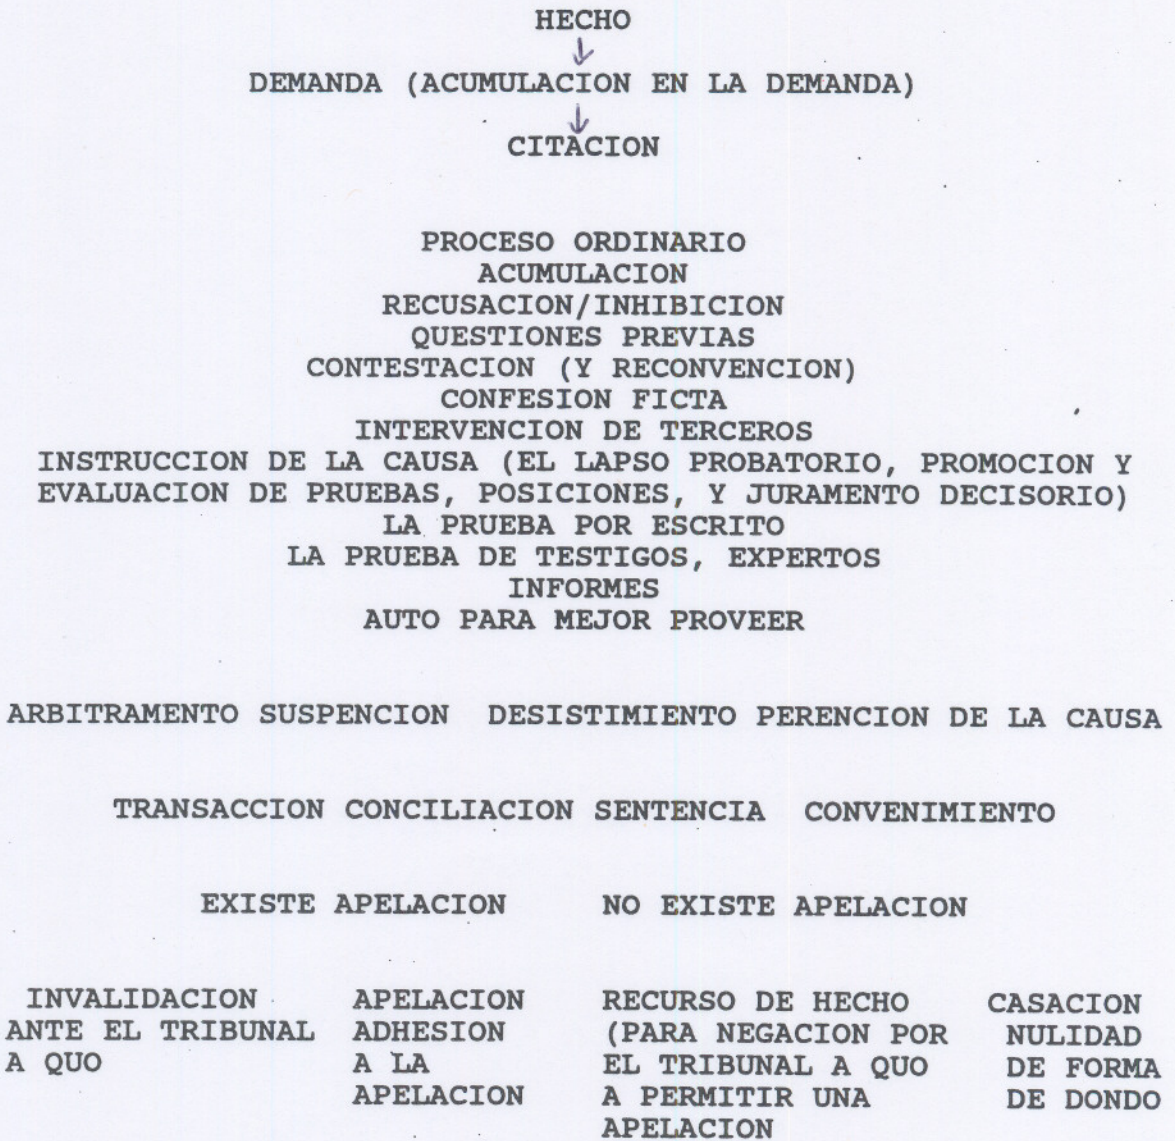 HECHO
DEMANDA (ACUMULACION EN LA DEMANDA)
CITACION
PROCESO ORDINARIO
ACUMULACION
RECUSACION/INHIBICION
QUESTIONES PREVIAS
CONTESTACION (Y RECONVENCION)
CONFESION FICTA
INTERVENCION DE TERCEROS
INSTRUCCION DE LA CAUSA (EL LAPSO PROBATORIO, PROMOCION Y
EVALUACION DE PRUEBAS, POSICIONES, Y JURAMENTO DECISORIO)
LA PRUEBA POR ESCRITO
LA PRUEBA DE TESTIGOS, EXPERTOS
INFORMES
AUTO PARA MEJOR PROVEER
ARBITRAMENTO SUSPENCION DESISTIMIENTO PERENCION DE LA CAUSA
TRANSACCION CONCILIACION SENTENCIA CONVENIMIENTO
EXISTE APELACION NO EXISTE APELACION
INVALIDACION
ANTE EL TRIBUNAL
A QUO
APELACION
ADHESION
A LA
APELACION
RECURSO DE HECHO
(PARA NEGACION POR
EL TRIBUNAL A QUO
A PERMITIR UNA
APELACION
CASACION
NULIDAD
DE FORMA
DE DONDO